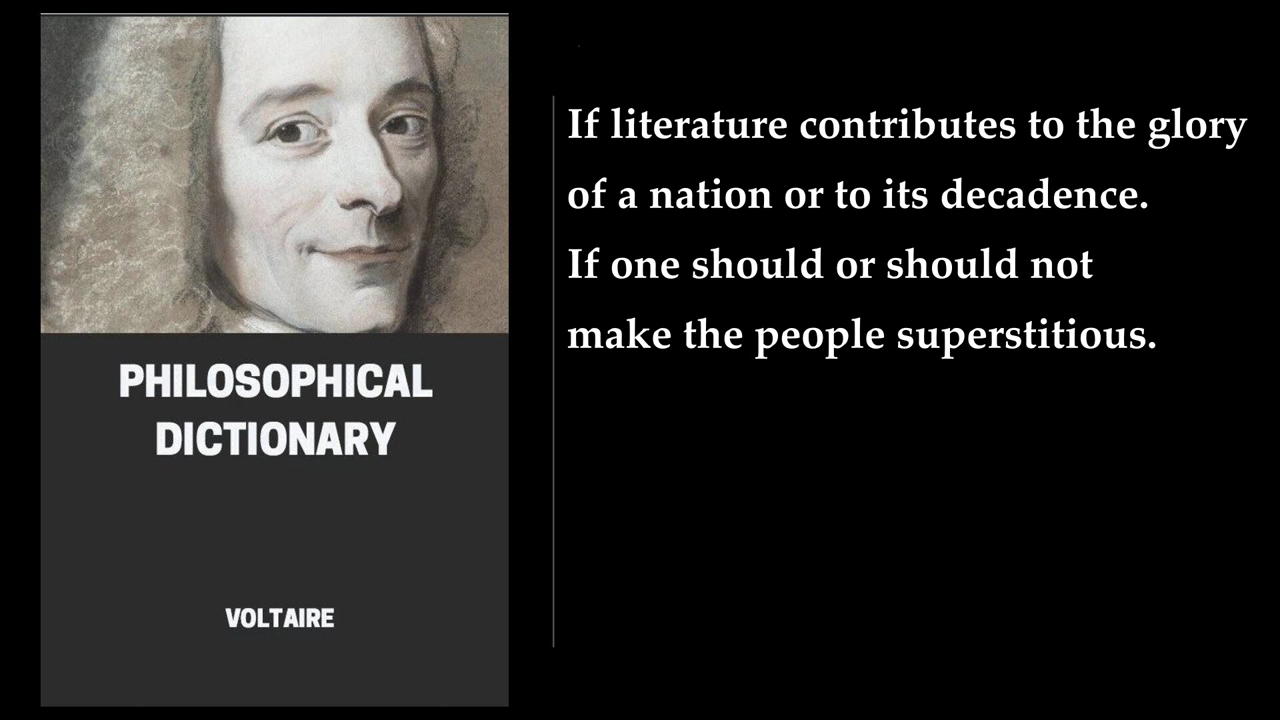 PHILOSOPHICAL
DICTIONARY
VOLTAIRE
If literature contributes to the glory
of a nation or to its decadence.
If one should or should not
make the people superstitious.